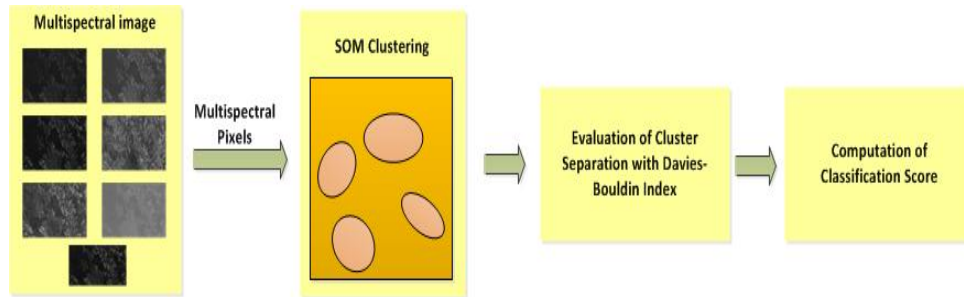 Multispectral image
Multispectral
Pixels
SOM Clustering
Evaluation of Cluster
Separation with Davies-
Bouldin Index
Computation of
Classification Score